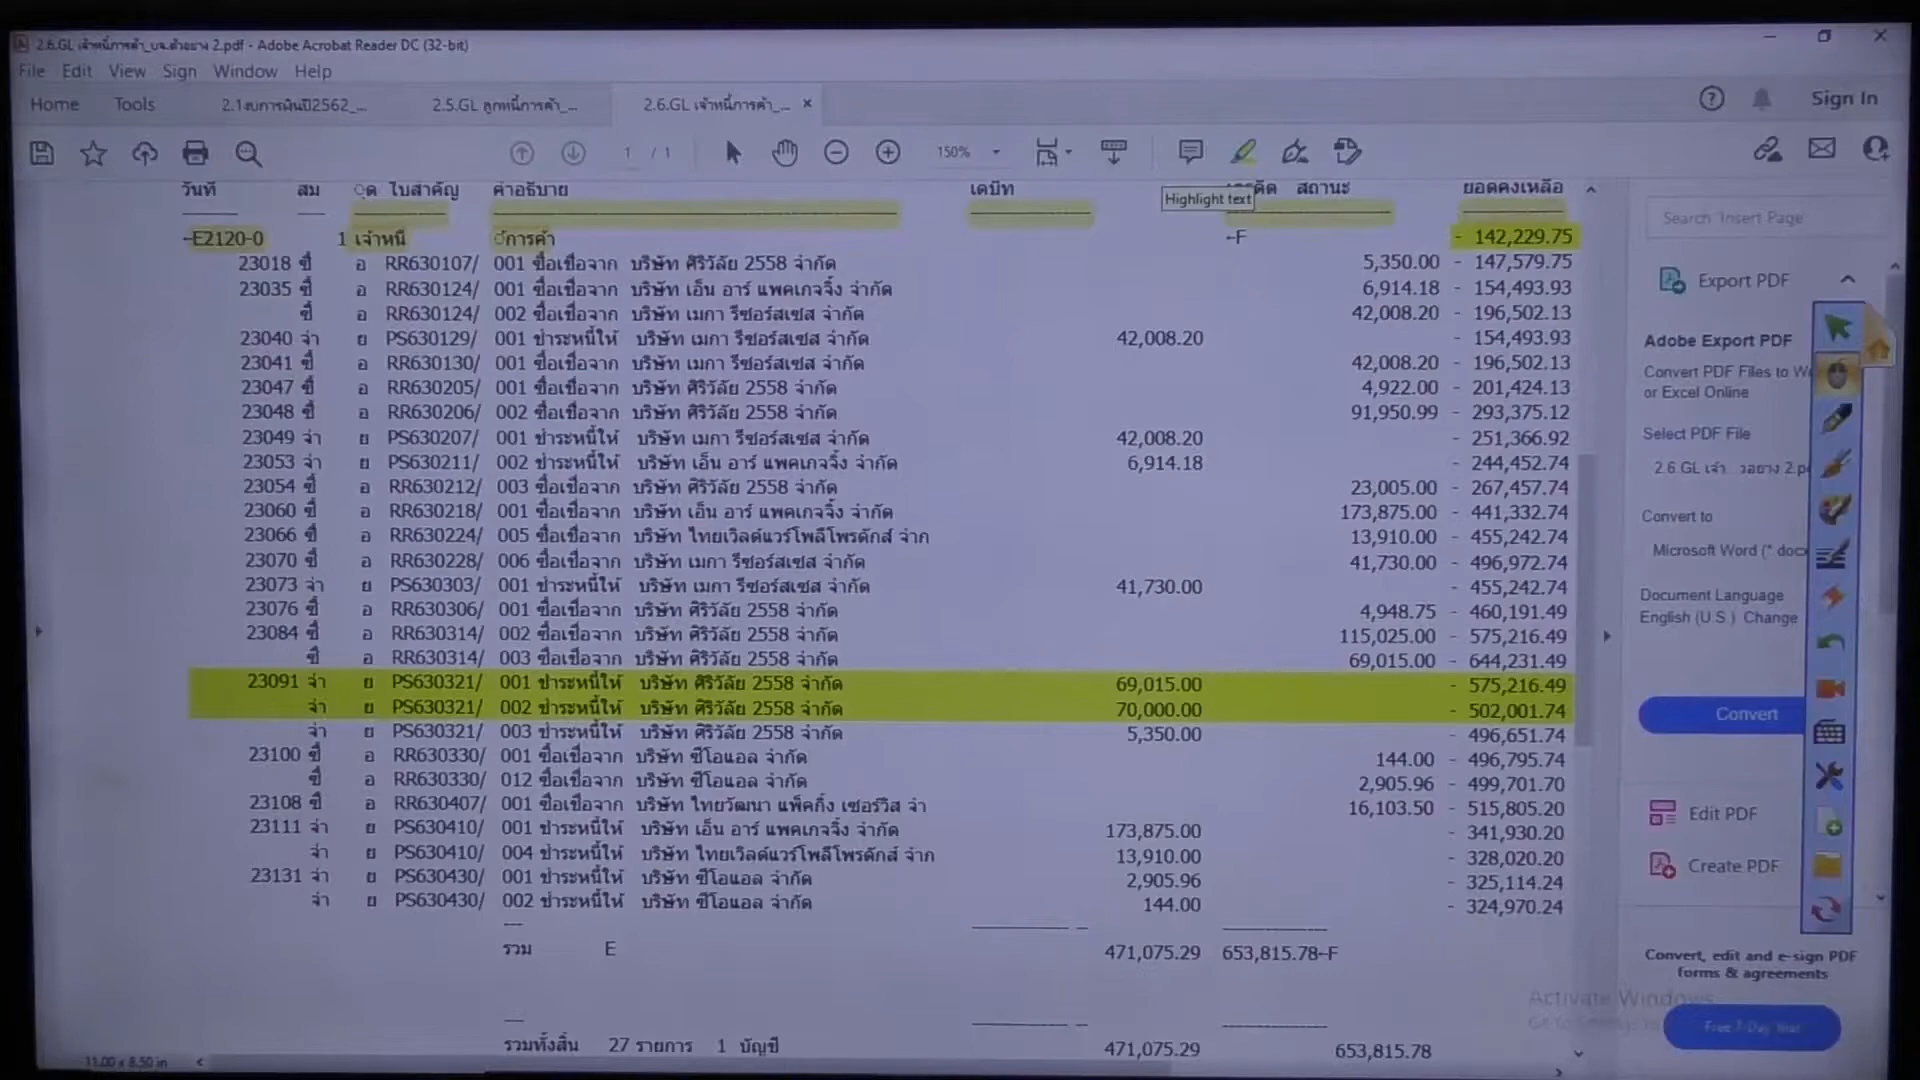 2.6.GL เจ้าหนี้การค้า_บจ.ตัวอย่าง 2.pdf - Adobe Acrobat Reader DC (32-bit)
File Edit View Sign Window Help
Home Tools 2.1งบการเงินปี2562_... 2.5.GL ลูกหนี้การค้า_... 2.6.GL เจ้าหนี้การค้า_... × Sign In
1 / 1 150%
วันที่ สม ุด ใบสำคัญ คำอธิบาย เดบิท เครดิต สถานะ ยอดคงเหลือ
Highlight text
Search 'Insert Page'
←E2120-0 1 เจ้าหนี้ ์การค้า ←F - 142,229.75
23018 ซื้ อ RR630107/ 001 ซื้อเชื่อจาก บริษัท ศิริวัลัย 2558 จำกัด 5,350.00 - 147,579.75
23035 ซื้ อ RR630124/ 001 ซื้อเชื่อจาก บริษัท เอ็น อาร์ แพคเกจจิ้ง จำกัด 6,914.18 - 154,493.93
ซื้ อ RR630124/ 002 ซื้อเชื่อจาก บริษัท เมกา รีซอร์สเซส จำกัด 42,008.20 - 196,502.13
23040 จ่า ย PS630129/ 001 ชำระหนี้ให้ บริษัท เมกา รีซอร์สเซส จำกัด 42,008.20 - 154,493.93
23041 ซื้ อ RR630130/ 001 ซื้อเชื่อจาก บริษัท เมกา รีซอร์สเซส จำกัด 42,008.20 - 196,502.13
23047 ซื้ อ RR630205/ 001 ซื้อเชื่อจาก บริษัท ศิริวัลัย 2558 จำกัด 4,922.00 - 201,424.13
23048 ซื้ อ RR630206/ 002 ซื้อเชื่อจาก บริษัท ศิริวัลัย 2558 จำกัด 91,950.99 - 293,375.12
23049 จ่า ย PS630207/ 001 ชำระหนี้ให้ บริษัท เมกา รีซอร์สเซส จำกัด 42,008.20 - 251,366.92
23053 จ่า ย PS630211/ 002 ชำระหนี้ให้ บริษัท เอ็น อาร์ แพคเกจจิ้ง จำกัด 6,914.18 - 244,452.74
23054 ซื้ อ RR630212/ 003 ซื้อเชื่อจาก บริษัท ศิริวัลัย 2558 จำกัด 23,005.00 - 267,457.74
23060 ซื้ อ RR630218/ 001 ซื้อเชื่อจาก บริษัท เอ็น อาร์ แพคเกจจิ้ง จำกัด 173,875.00 - 441,332.74
23066 ซื้ อ RR630224/ 005 ซื้อเชื่อจาก บริษัท ไทยเวิลด์แวร์โพลีโพรดักส์ จำก 13,910.00 - 455,242.74
23070 ซื้ อ RR630228/ 006 ซื้อเชื่อจาก บริษัท เมกา รีซอร์สเซส จำกัด 41,730.00 - 496,972.74
23073 จ่า ย PS630303/ 001 ชำระหนี้ให้ บริษัท เมกา รีซอร์สเซส จำกัด 41,730.00 - 455,242.74
23076 ซื้ อ RR630306/ 001 ซื้อเชื่อจาก บริษัท ศิริวัลัย 2558 จำกัด 4,948.75 - 460,191.49
23084 ซื้ อ RR630314/ 002 ซื้อเชื่อจาก บริษัท ศิริวัลัย 2558 จำกัด 115,025.00 - 575,216.49
ซื้ อ RR630314/ 003 ซื้อเชื่อจาก บริษัท ศิริวัลัย 2558 จำกัด 69,015.00 - 644,231.49
23091 จ่า ย PS630321/ 001 ชำระหนี้ให้ บริษัท ศิริวัลัย 2558 จำกัด 69,015.00 - 575,216.49
จ่า ย PS630321/ 002 ชำระหนี้ให้ บริษัท ศิริวัลัย 2558 จำกัด 70,000.00 - 502,001.74
จ่า ย PS630321/ 003 ชำระหนี้ให้ บริษัท ศิริวัลัย 2558 จำกัด 5,350.00 - 496,651.74
23100 ซื้ อ RR630330/ 001 ซื้อเชื่อจาก บริษัท ซีโอแอล จำกัด 144.00 - 496,795.74
ซื้ อ RR630330/ 012 ซื้อเชื่อจาก บริษัท ซีโอแอล จำกัด 2,905.96 - 499,701.70
23108 ซื้ อ RR630407/ 001 ซื้อเชื่อจาก บริษัท ไทยวัฒนา แพ็คกิ้ง เซอร์วิส จำ 16,103.50 - 515,805.20
23111 จ่า ย PS630410/ 001 ชำระหนี้ให้ บริษัท เอ็น อาร์ แพคเกจจิ้ง จำกัด 173,875.00 - 341,930.20
จ่า ย PS630410/ 004 ชำระหนี้ให้ บริษัท ไทยเวิลด์แวร์โพลีโพรดักส์ จำก 13,910.00 - 328,020.20
23131 จ่า ย PS630430/ 001 ชำระหนี้ให้ บริษัท ซีโอแอล จำกัด 2,905.96 - 325,114.24
จ่า ย PS630430/ 002 ชำระหนี้ให้ บริษัท ซีโอแอล จำกัด 144.00 - 324,970.24
รวม E 471,075.29 653,815.78←F
รวมทั้งสิ้น 27 รายการ 1 บัญชี 471,075.29 653,815.78
11.00 x 8.50 in
Export PDF
Adobe Export PDF
Convert PDF Files to W
or Excel Online
Select PDF File
2.6.GL เจ้า...วอย่าง 2.p
Convert to
Microsoft Word (*.docx
Document Language
English (U.S.) Change
Convert
Edit PDF
Create PDF
Convert, edit and e-sign PDF
forms & agreements
Activate Windows
Go to Settings to
Free 7-Day Trial